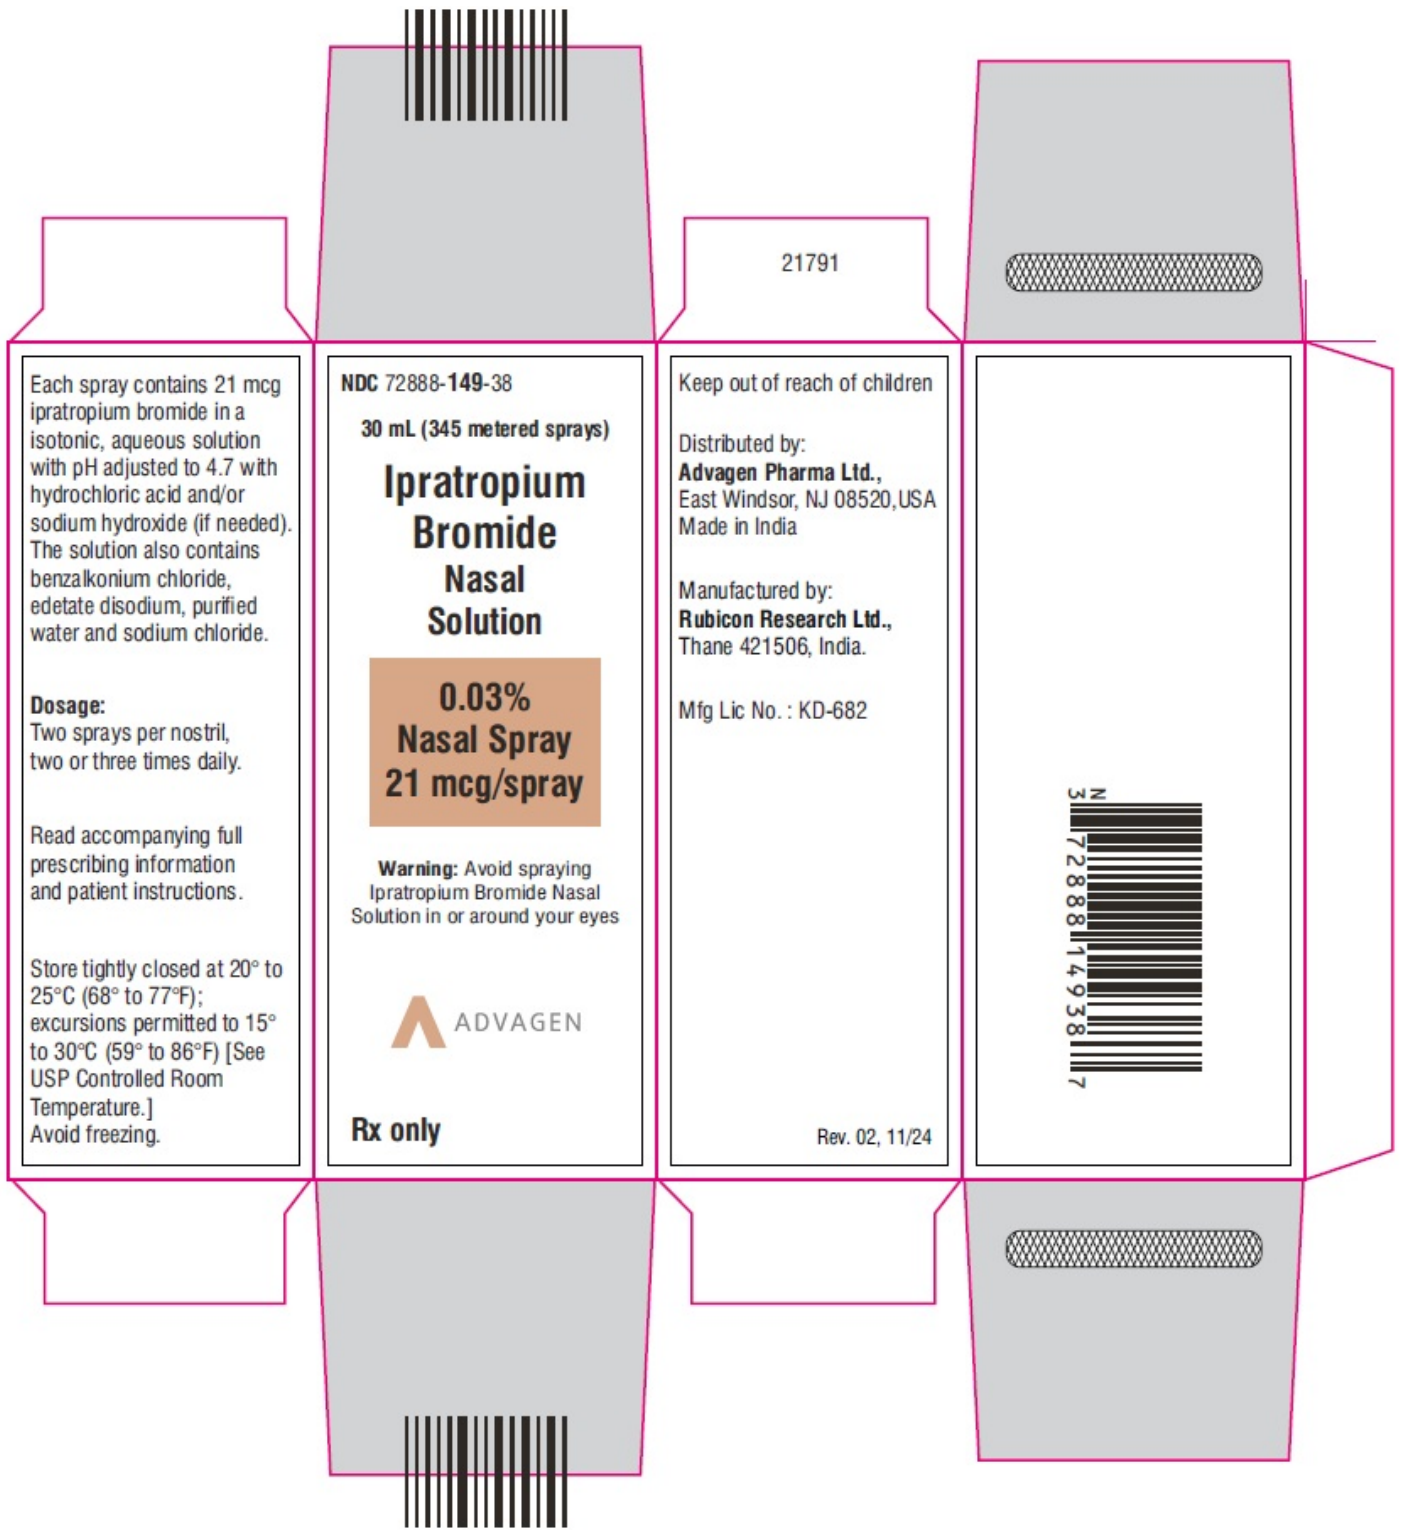 21791
Each spray contains 21 mcg
ipratropium bromide in a
isotonic, aqueous solution
with pH adjusted to 4.7 with
hydrochloric acid and/or
sodium hydroxide (if needed).
The solution also contains
benzalkonium chloride,
edetate disodium, purified
water and sodium chloride.
Dosage:
Two sprays per nostril,
two or three times daily.
Read accompanying full
prescribing information
and patient instructions.
Store tightly closed at 20° to
25°C (68° to 77°F);
excursions permitted to 15°
to 30°C (59° to 86°F) [See
USP Controlled Room
Temperature.]
Avoid freezing.
NDC 72888-149-38
30 mL (345 metered sprays)
Ipratropium
Bromide
Nasal
Solution
0.03%
Nasal Spray
21 mcg/spray
Warning: Avoid spraying
Ipratropium Bromide Nasal
Solution in or around your eyes
ADVAGEN
Rx only
Keep out of reach of children
Distributed by:
Advagen Pharma Ltd.,
East Windsor, NJ 08520,USA
Made in India
Manufactured by:
Rubicon Research Ltd.,
Thane 421506, India.
Mfg Lic No. : KD-682
Rev. 02, 11/24
N
3 72888 14938 7